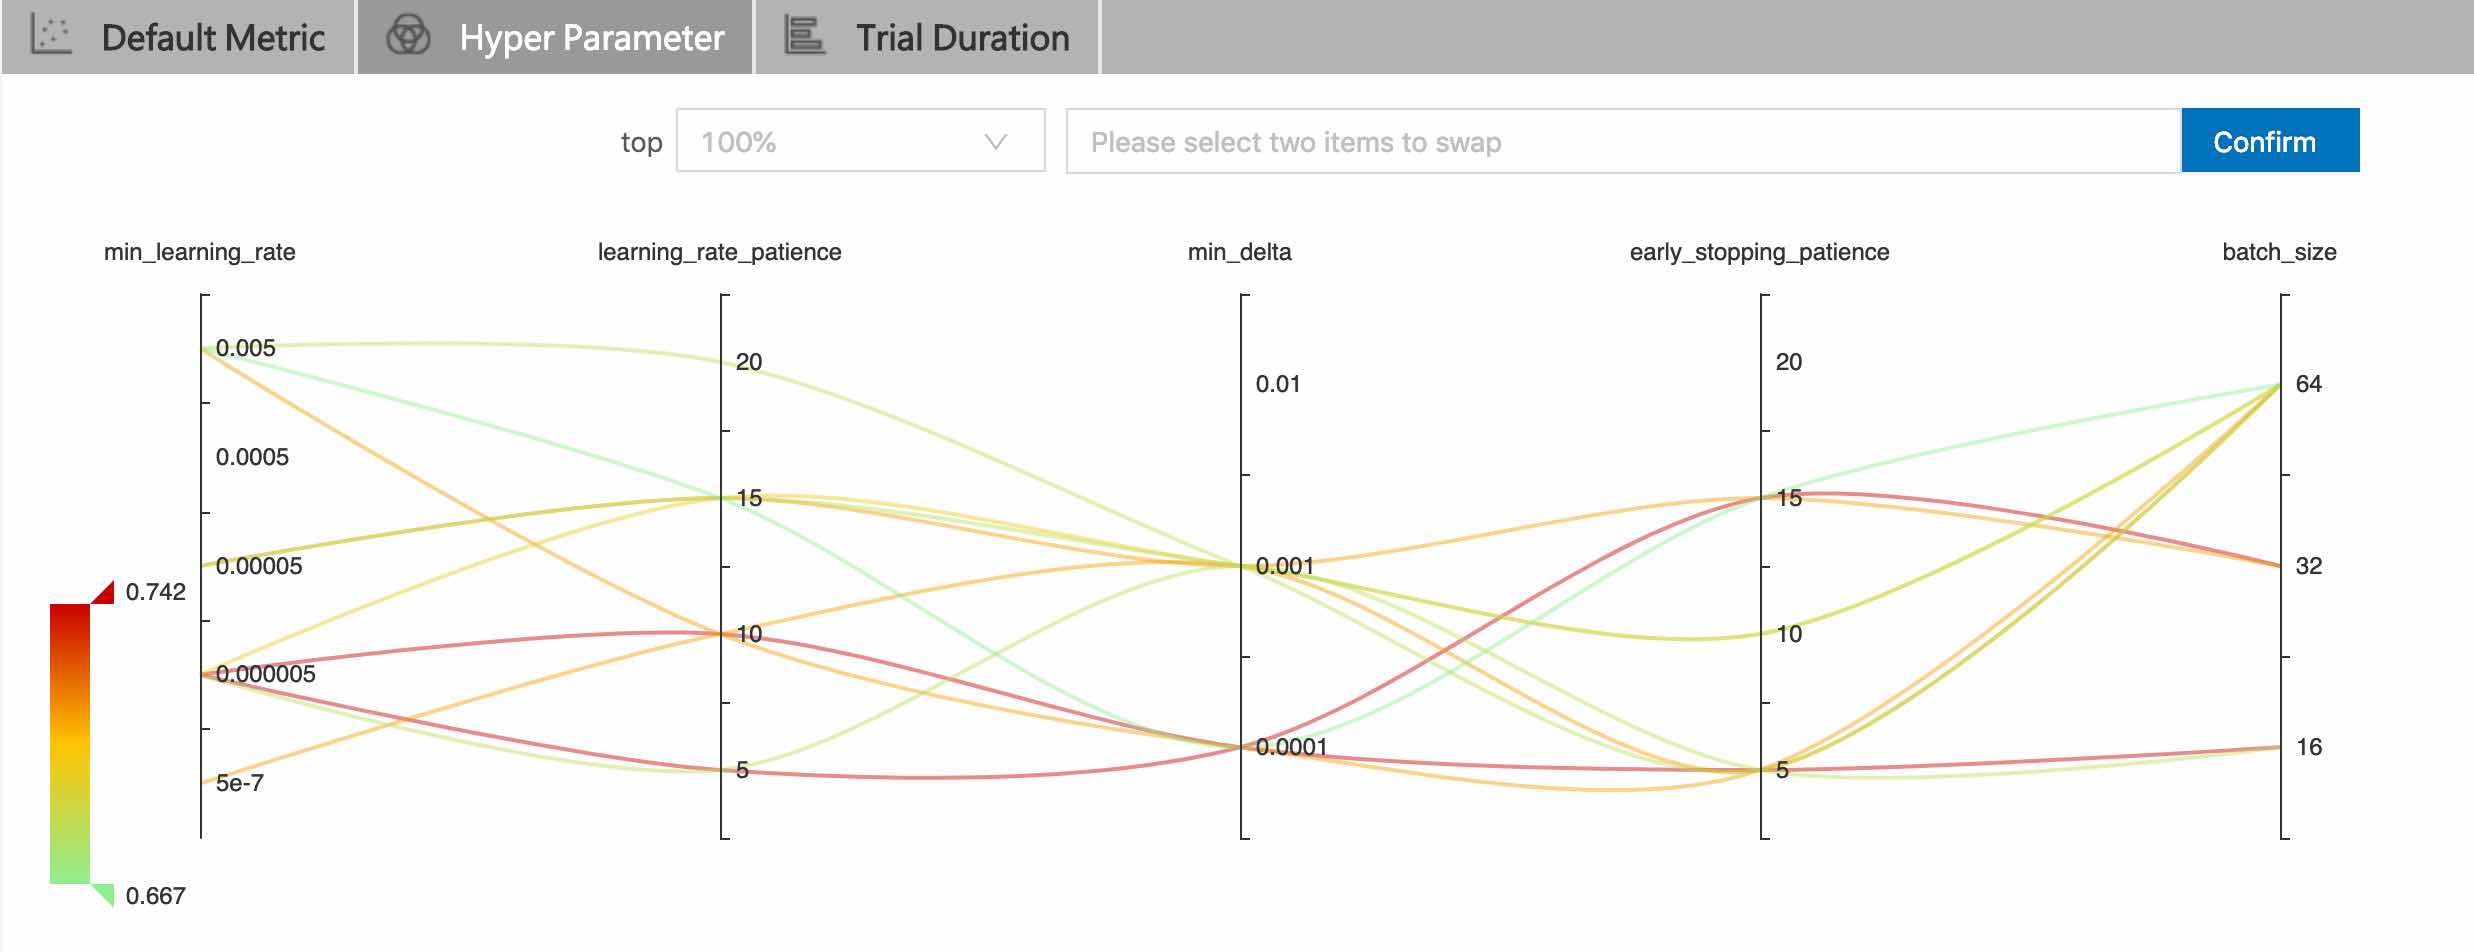 Default Metric
Hyper Parameter
Trial Duration
top
100%
Please select two items to swap
Confirm
min_learning_rate
learning_rate_patience
min_delta
early_stopping_patience
batch_size
0.005
0.0005
0.00005
0.000005
5e-7
20
15
10
5
0.01
0.001
0.0001
20
15
10
5
64
32
16
0.742
0.667